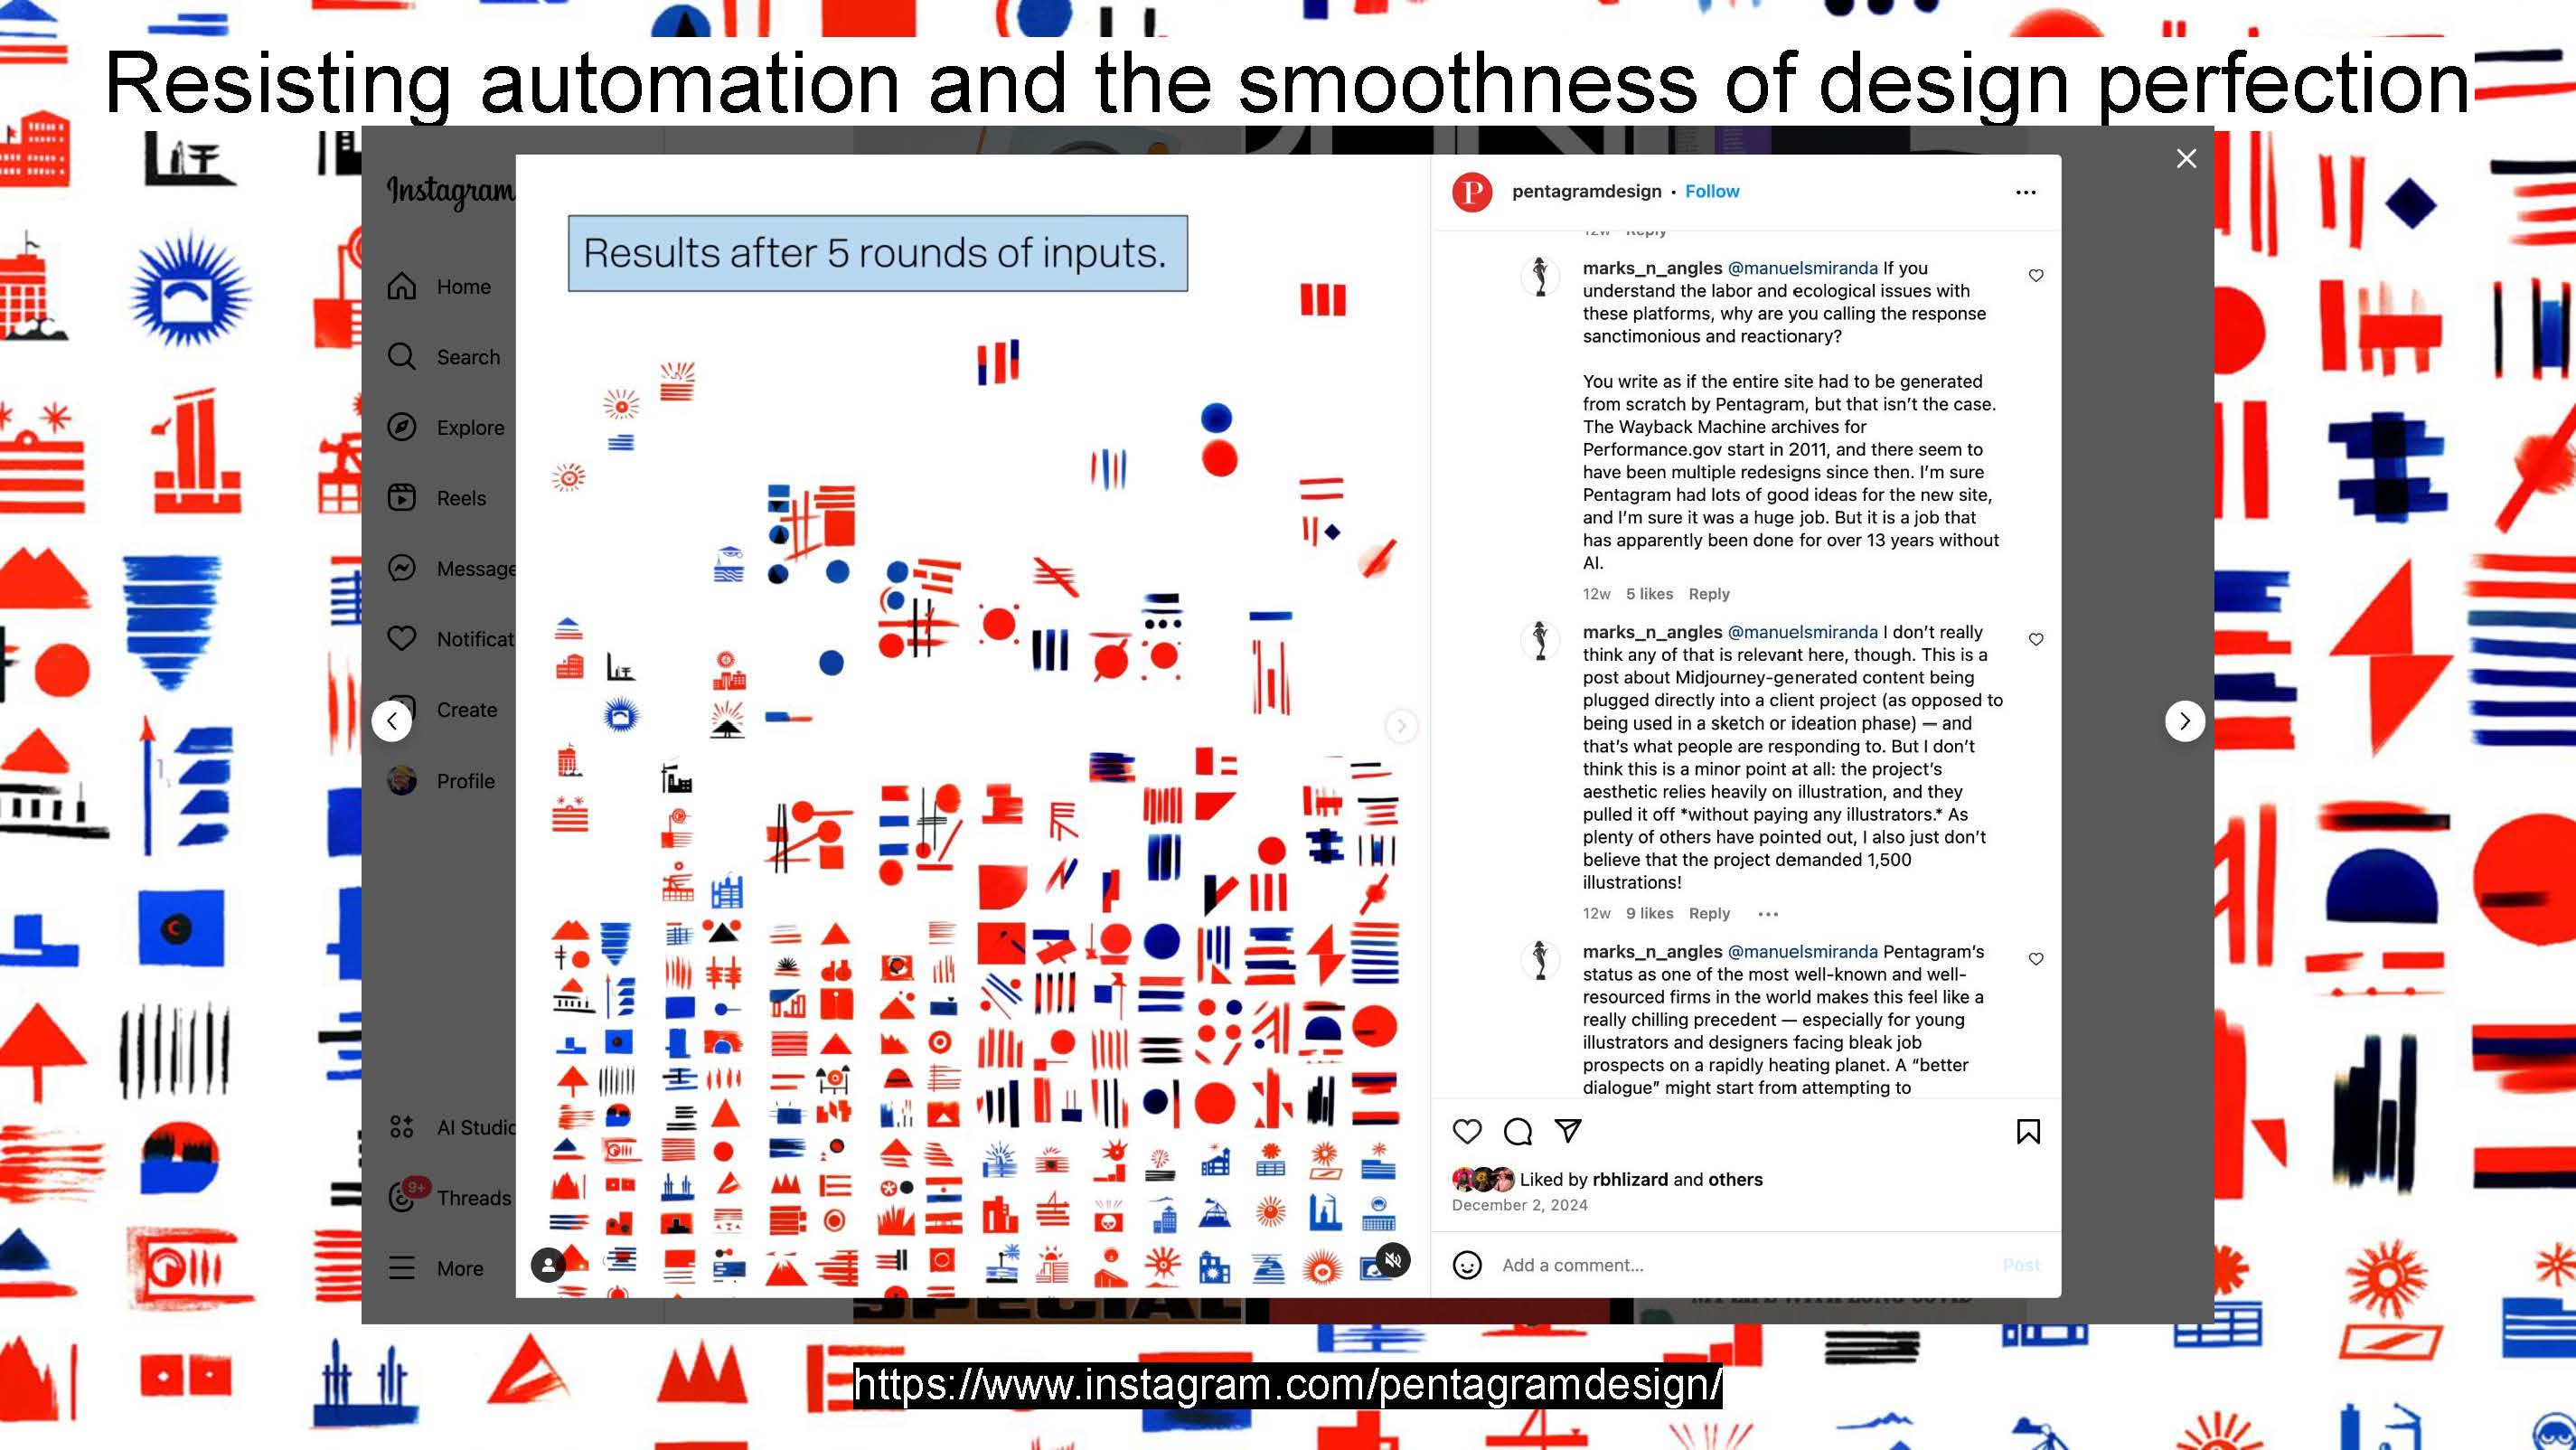 Resisting automation and the smoothness of design perfection
Instagram
Home
Search
Explore
Reels
Message
Notificat
Create
Profile
AI Studio
9+
Threads
More
Results after 5 rounds of inputs.
P
pentagramdesign • Follow
12w Reply
marks_n_angles @manuelsmiranda If you
understand the labor and ecological issues with
these platforms, why are you calling the response
sanctimonious and reactionary?
You write as if the entire site had to be generated
from scratch by Pentagram, but that isn't the case.
The Wayback Machine archives for
Performance.gov start in 2011, and there seem to
have been multiple redesigns since then. I'm sure
Pentagram had lots of good ideas for the new site,
and I'm sure it was a huge job. But it is a job that
has apparently been done for over 13 years without
AI.
12w 5 likes Reply
marks_n_angles @manuelsmiranda I don't really
think any of that is relevant here, though. This is a
post about Midjourney-generated content being
plugged directly into a client project (as opposed to
being used in a sketch or ideation phase) — and
that's what people are responding to. But I don't
think this is a minor point at all: the project's
aesthetic relies heavily on illustration, and they
pulled it off *without paying any illustrators.* As
plenty of others have pointed out, I also just don't
believe that the project demanded 1,500
illustrations!
12w 9 likes Reply
marks_n_angles @manuelsmiranda Pentagram's
status as one of the most well-known and well-
resourced firms in the world makes this feel like a
really chilling precedent — especially for young
illustrators and designers facing bleak job
prospects on a rapidly heating planet. A "better
dialogue" might start from attempting to
Liked by rbhlizard and others
December 2, 2024
Add a comment...
Post
SPECIAL
https://www.instagram.com/pentagramdesign/